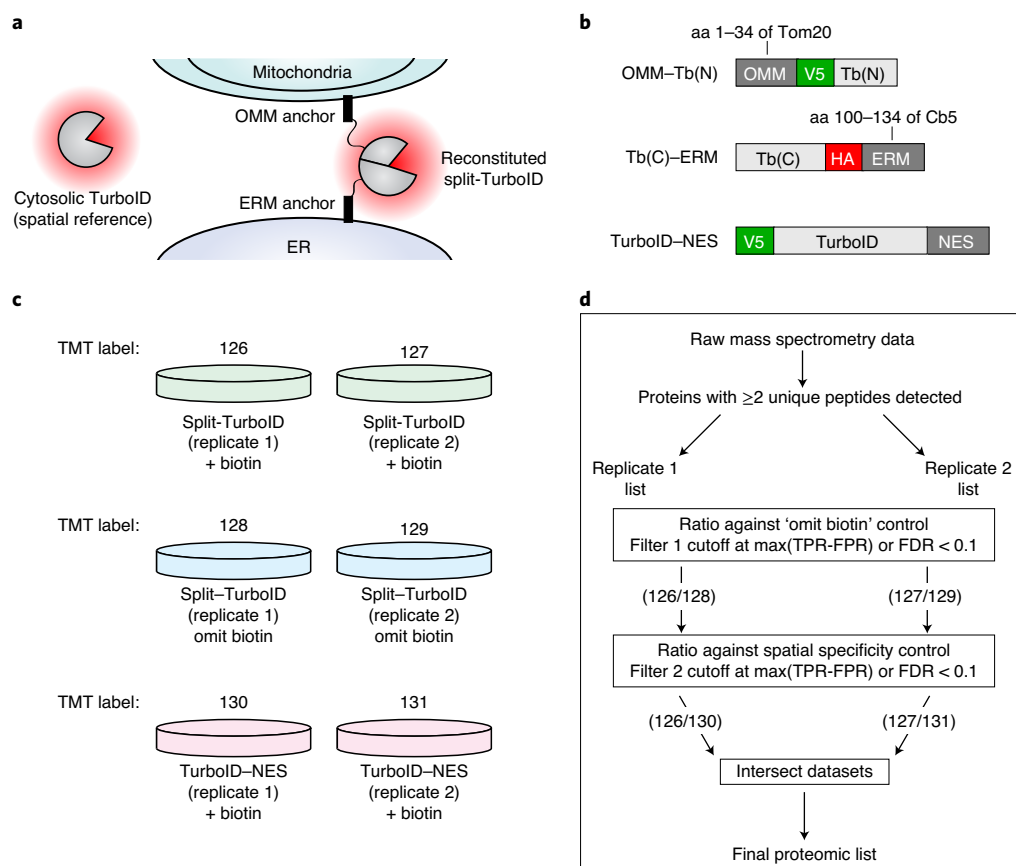 a
Mitochondria
OMM anchor
Cytosolic TurboID
(spatial reference)
Reconstituted
split-TurboID
ERM anchor
ER
b
aa 1–34 of Tom20
OMM–Tb(N)
OMM V5 Tb(N)
aa 100–134 of Cb5
Tb(C)–ERM
Tb(C) HA ERM
TurboID–NES
V5 TurboID NES
c
TMT label: 126 127
Split-TurboID Split-TurboID
(replicate 1) (replicate 2)
+ biotin + biotin
TMT label: 128 129
Split–TurboID Split–TurboID
(replicate 1) (replicate 2)
omit biotin omit biotin
TMT label: 130 131
TurboID–NES TurboID–NES
(replicate 1) (replicate 2)
+ biotin + biotin
d
Raw mass spectrometry data
Proteins with ≥2 unique peptides detected
Replicate 1 Replicate 2
list list
Ratio against ‘omit biotin’ control
Filter 1 cutoff at max(TPR-FPR) or FDR < 0.1
(126/128) (127/129)
Ratio against spatial specificity control
Filter 2 cutoff at max(TPR-FPR) or FDR < 0.1
(126/130) (127/131)
Intersect datasets
Final proteomic list